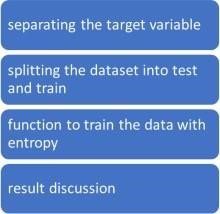 separating the target variable
splitting the dataset into test
and train
function to train the data with
entropy
result discussion